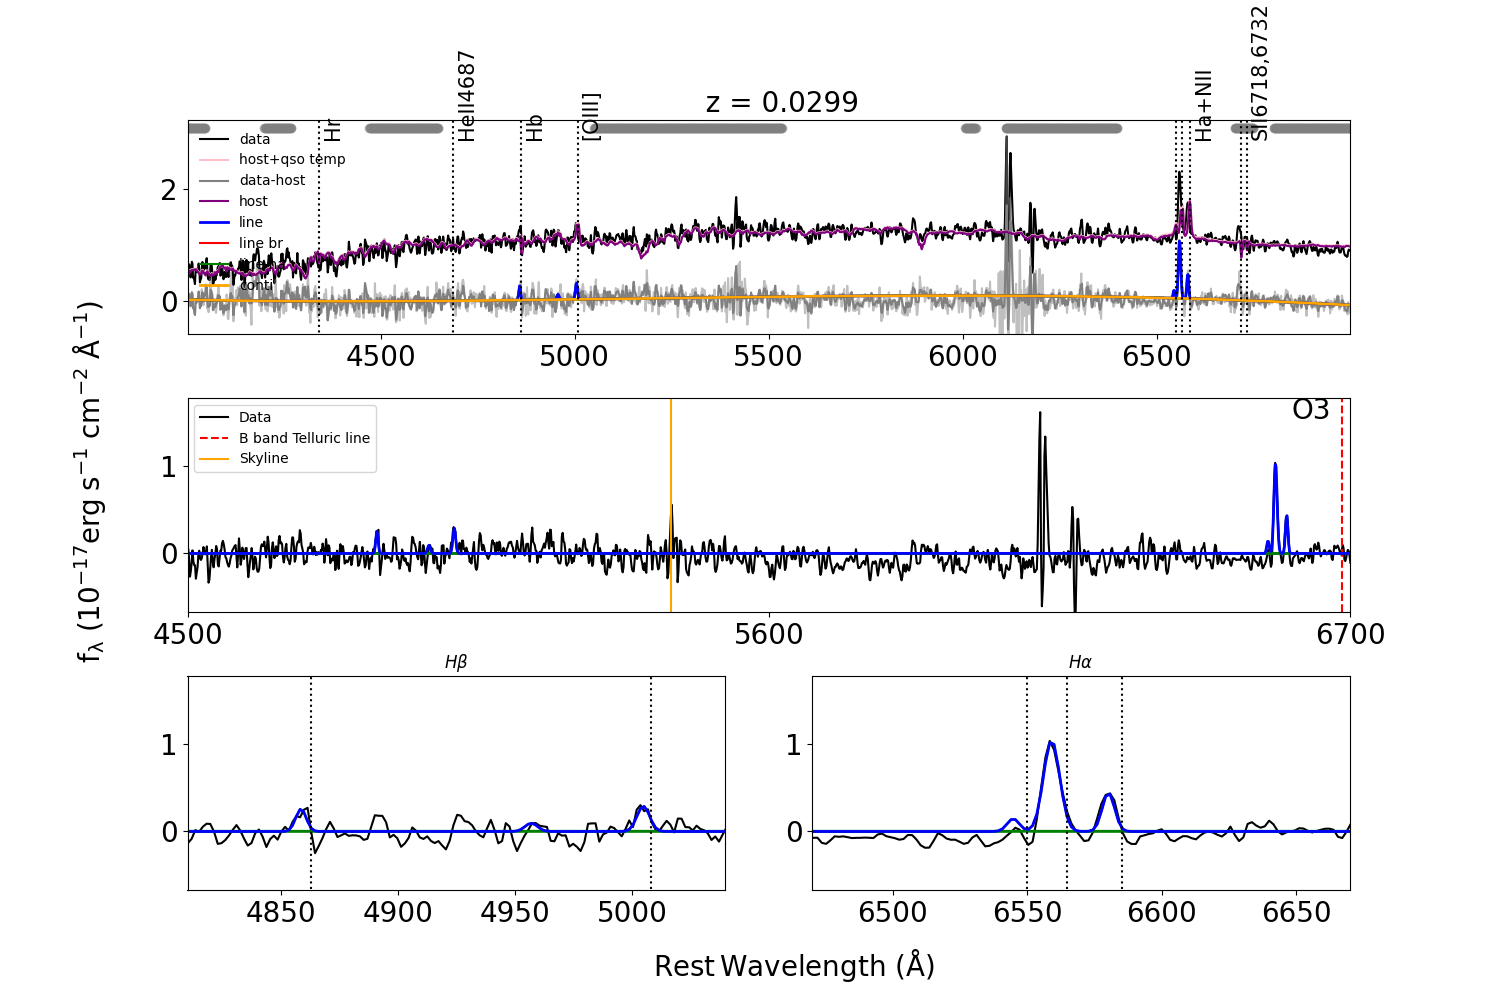 z = 0.0299
Hr
HeII4687
Hb
[OIII]
Ha+NII
SII6718,6732
data
host+qso temp
data-host
host
line
line br
conti
2
0
4500 5000 5500 6000 6500
Data
B band Telluric line
Skyline
O3
1
0
4500 5600 6700
fλ (10⁻¹⁷erg s⁻¹ cm⁻² Å⁻¹)
Hβ
Hα
1
0
4850 4900 4950 5000
1
0
6500 6550 6600 6650
Rest Wavelength (Å)